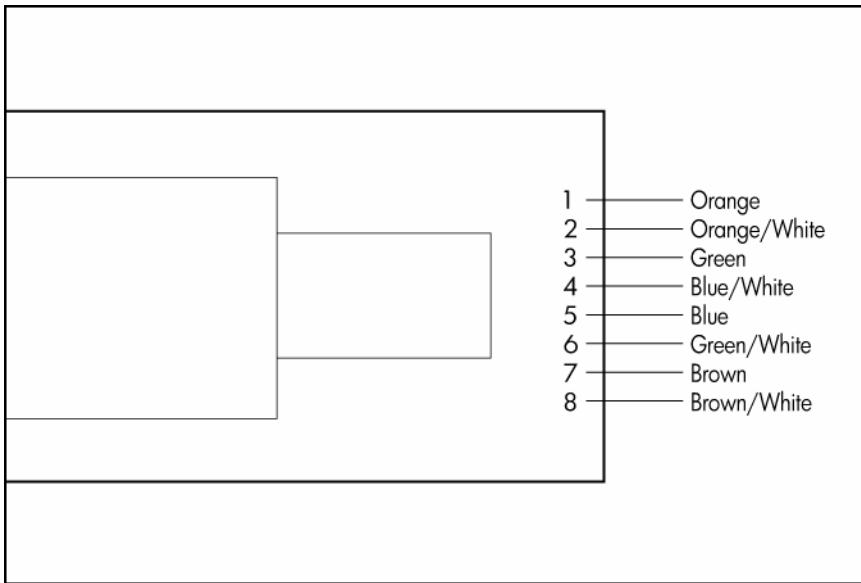 1 Orange
2 Orange/White
3 Green
4 Blue/White
5 Blue
6 Green/White
7 Brown
8 Brown/White